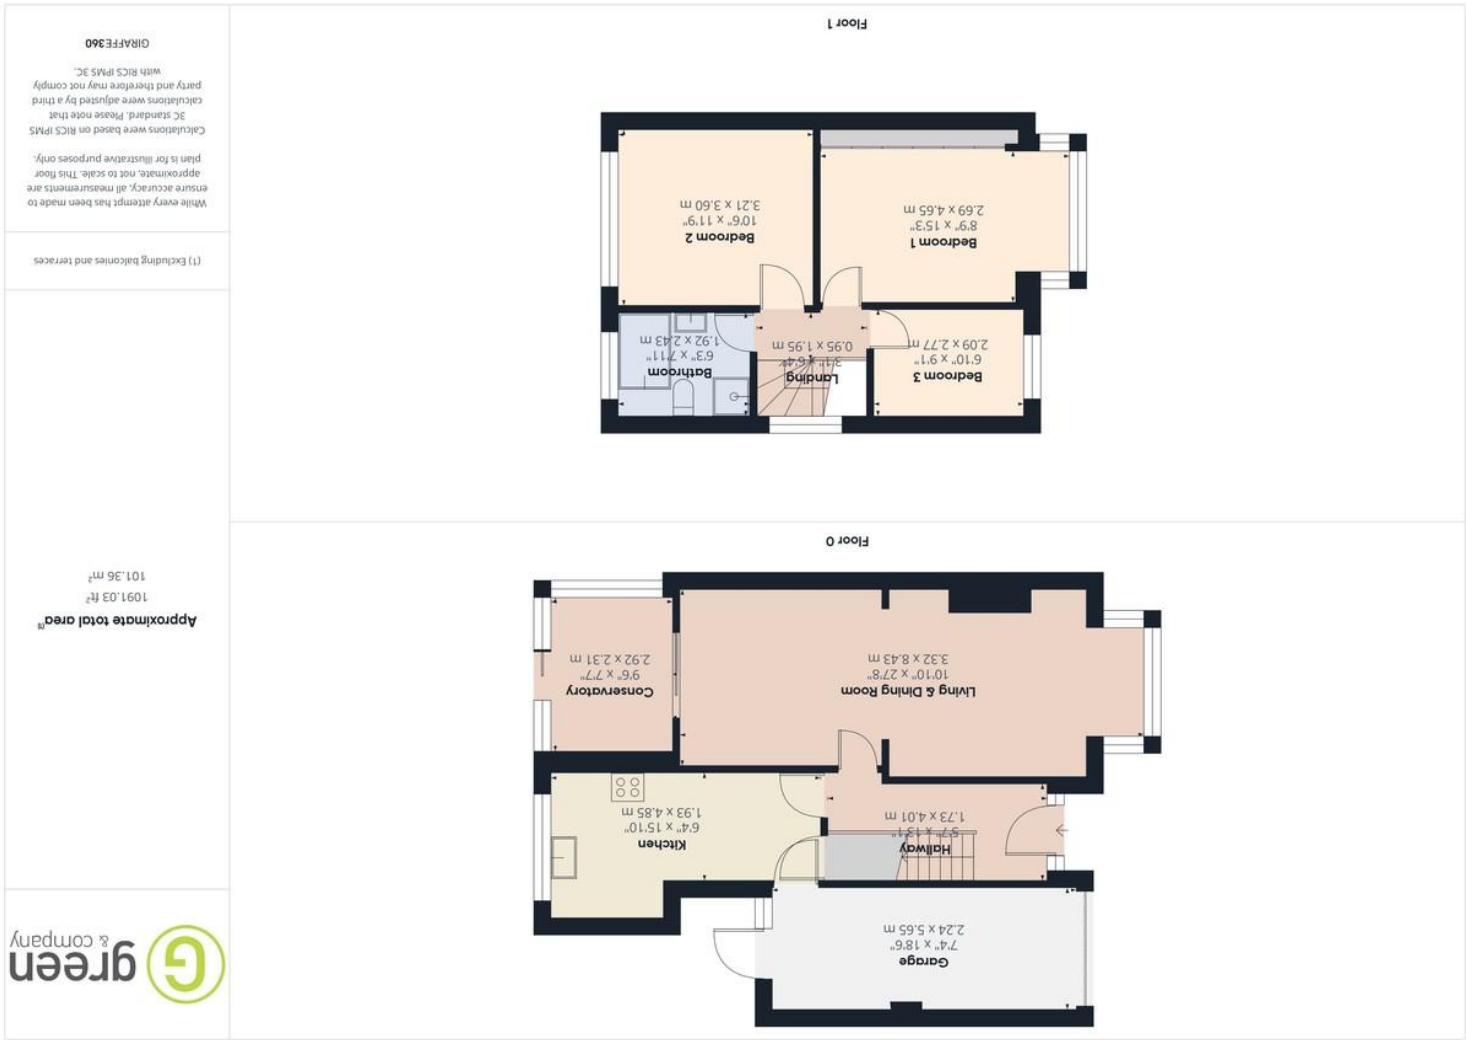 green
& company
Garage
7'4" x 18'6"
2.24 x 5.65 m
Hallway
5'7" x 13'1"
1.73 x 4.01 m
Kitchen
6'4" x 15'10"
1.93 x 4.85 m
Living & Dining Room
10'10" x 27'8"
3.32 x 8.43 m
Conservatory
9'6" x 7'7"
2.92 x 2.31 m
Floor 0
Approximate total area(1)
1091.03 ft²
101.36 m²
Landing
3'1" x 6'4"
0.95 x 1.95 m
Bedroom 3
6'10" x 9'1"
2.09 x 2.77 m
Bathroom
6'3" x 7'11"
1.92 x 2.43 m
Bedroom 1
8'9" x 15'3"
2.69 x 4.65 m
Bedroom 2
10'6" x 11'9"
3.21 x 3.60 m
Floor 1
(1) Excluding balconies and terraces
While every attempt has been made to
ensure accuracy, all measurements are
approximate, not to scale. This floor
plan is for illustrative purposes only.
Calculations were based on RICS IPMS
3C standard. Please note that
calculations were adjusted by a third
party and therefore may not comply
with RICS IPMS 3C.
GIRAFFE360